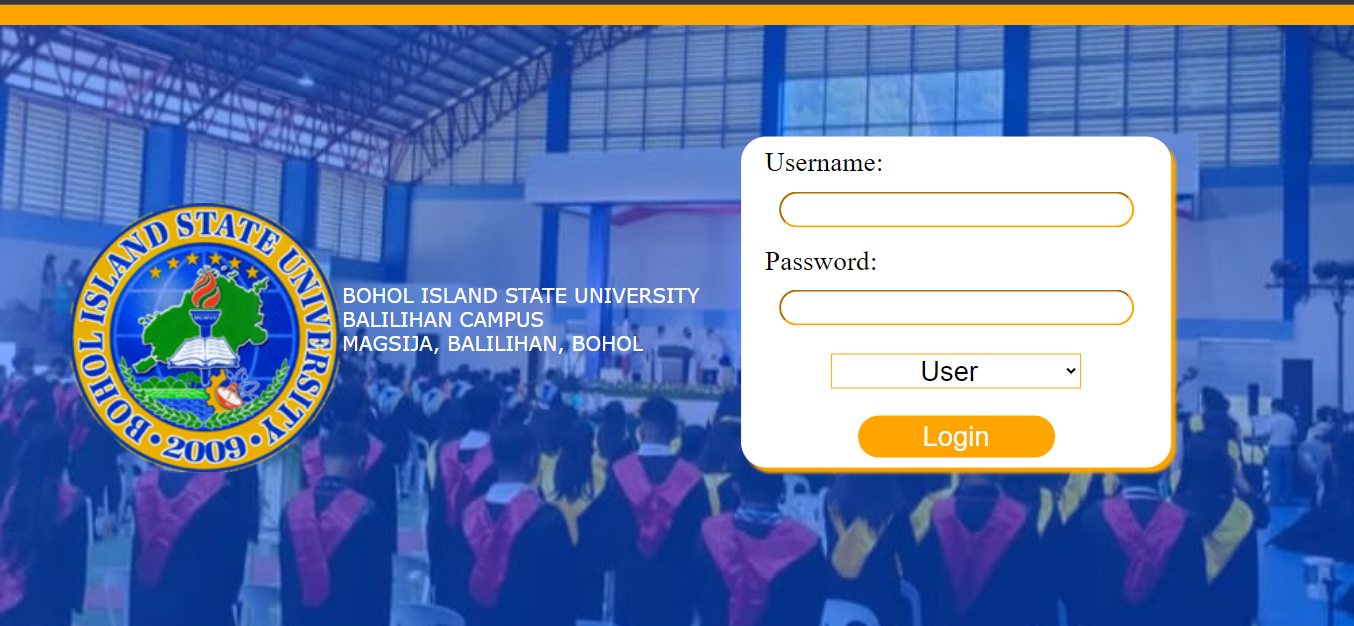 BOHOL ISLAND STATE UNIVERSITY
2009
BOHOL ISLAND STATE UNIVERSITY
BALILIHAN CAMPUS
MAGSIJA, BALILIHAN, BOHOL
Username:
Password:
User
Login